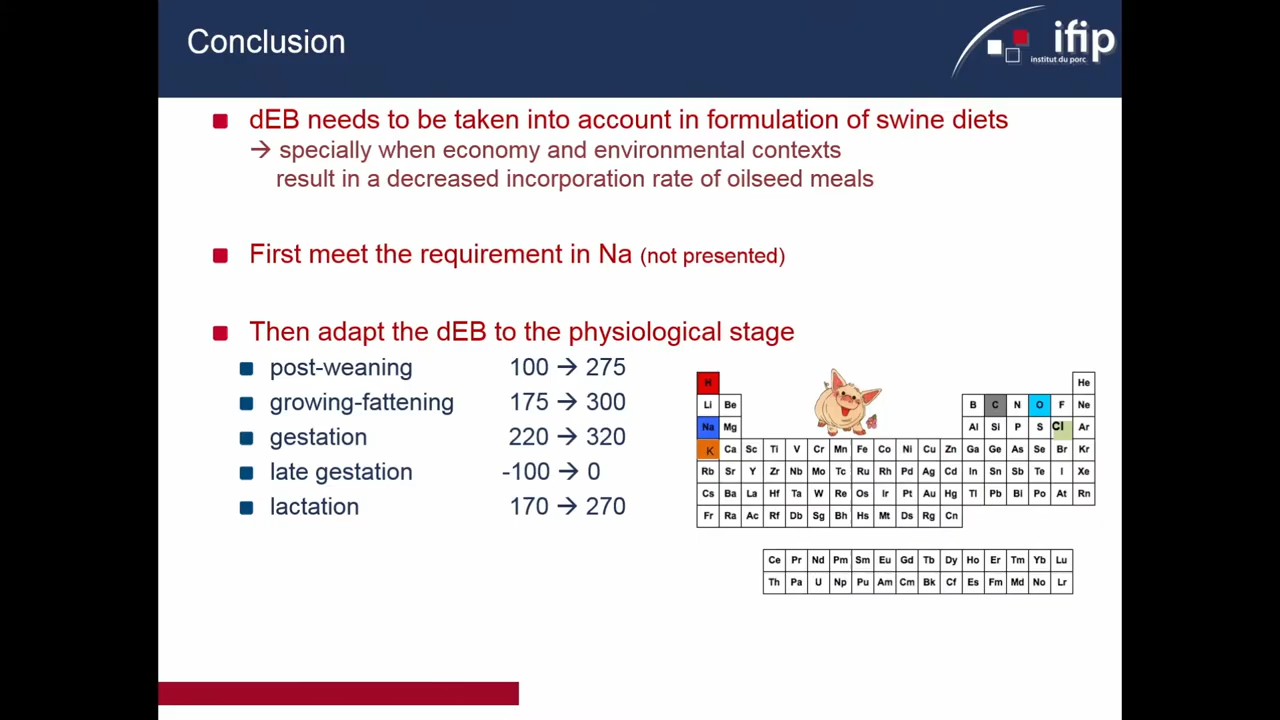 Conclusion
ifip
institut du porc
dEB needs to be taken into account in formulation of swine diets
→ specially when economy and environmental contexts
result in a decreased incorporation rate of oilseed meals
First meet the requirement in Na (not presented)
Then adapt the dEB to the physiological stage
post-weaning 100 → 275
growing-fattening 175 → 300
gestation 220 → 320
late gestation -100 → 0
lactation 170 → 270
H He
Li Be B C N O F Ne
Na Mg Al Si P S Cl Ar
K Ca Sc Ti V Cr Mn Fe Co Ni Cu Zn Ga Ge As Se Br Kr
Rb Sr Y Zr Nb Mo Tc Ru Rh Pd Ag Cd In Sn Sb Te I Xe
Cs Ba La Hf Ta W Re Os Ir Pt Au Hg Tl Pb Bi Po At Rn
Fr Ra Ac Rf Db Sg Bh Hs Mt Ds Rg Cn
Ce Pr Nd Pm Sm Eu Gd Tb Dy Ho Er Tm Yb Lu
Th Pa U Np Pu Am Cm Bk Cf Es Fm Md No Lr